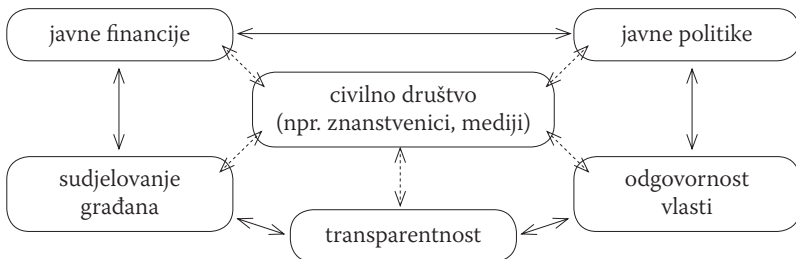 javne financije
javne politike
civilno društvo
(npr. znanstvenici, mediji)
sudjelovanje
građana
odgovornost
vlasti
transparentnost